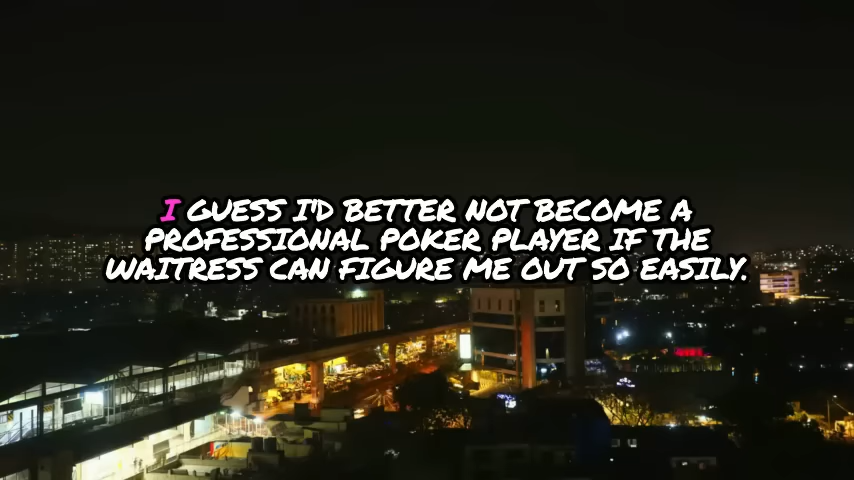 I GUESS I'D BETTER NOT BECOME A
PROFESSIONAL POKER PLAYER IF THE
WAITRESS CAN FIGURE ME OUT SO EASILY.